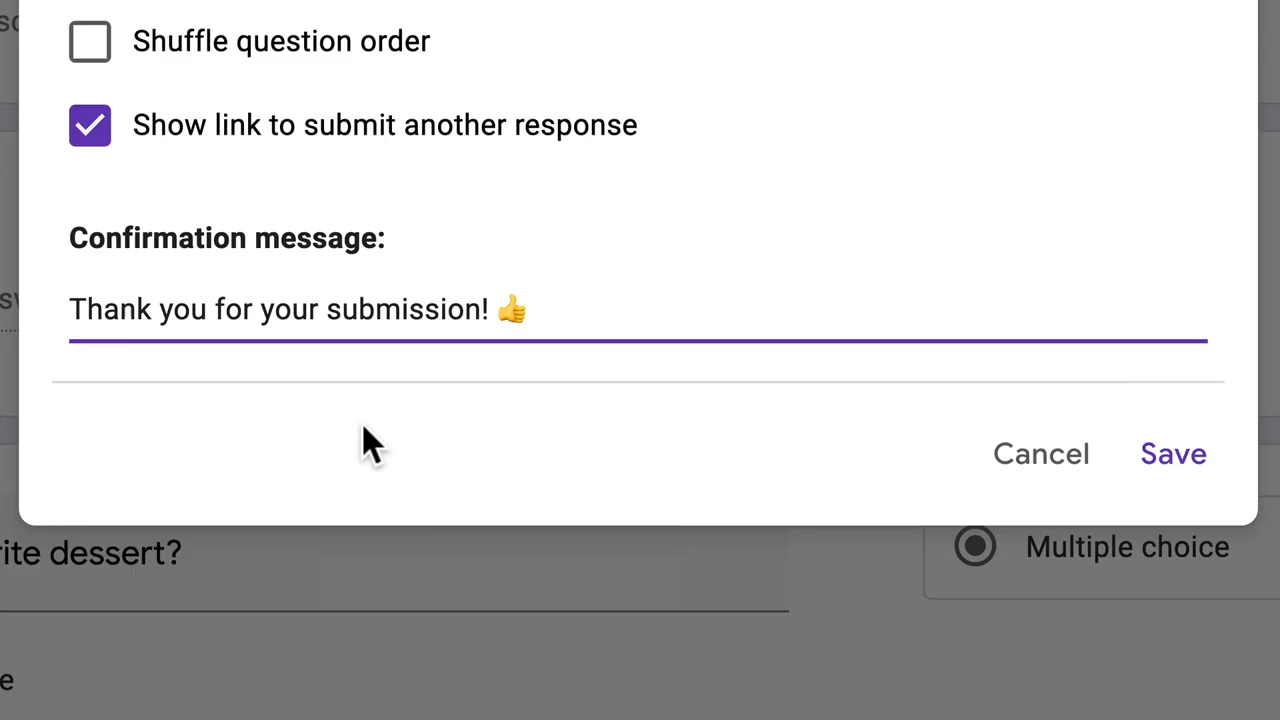 Shuffle question order
Show link to submit another response
Confirmation message:
Thank you for your submission! 👍
Cancel
Save
rite dessert?
Multiple choice
e